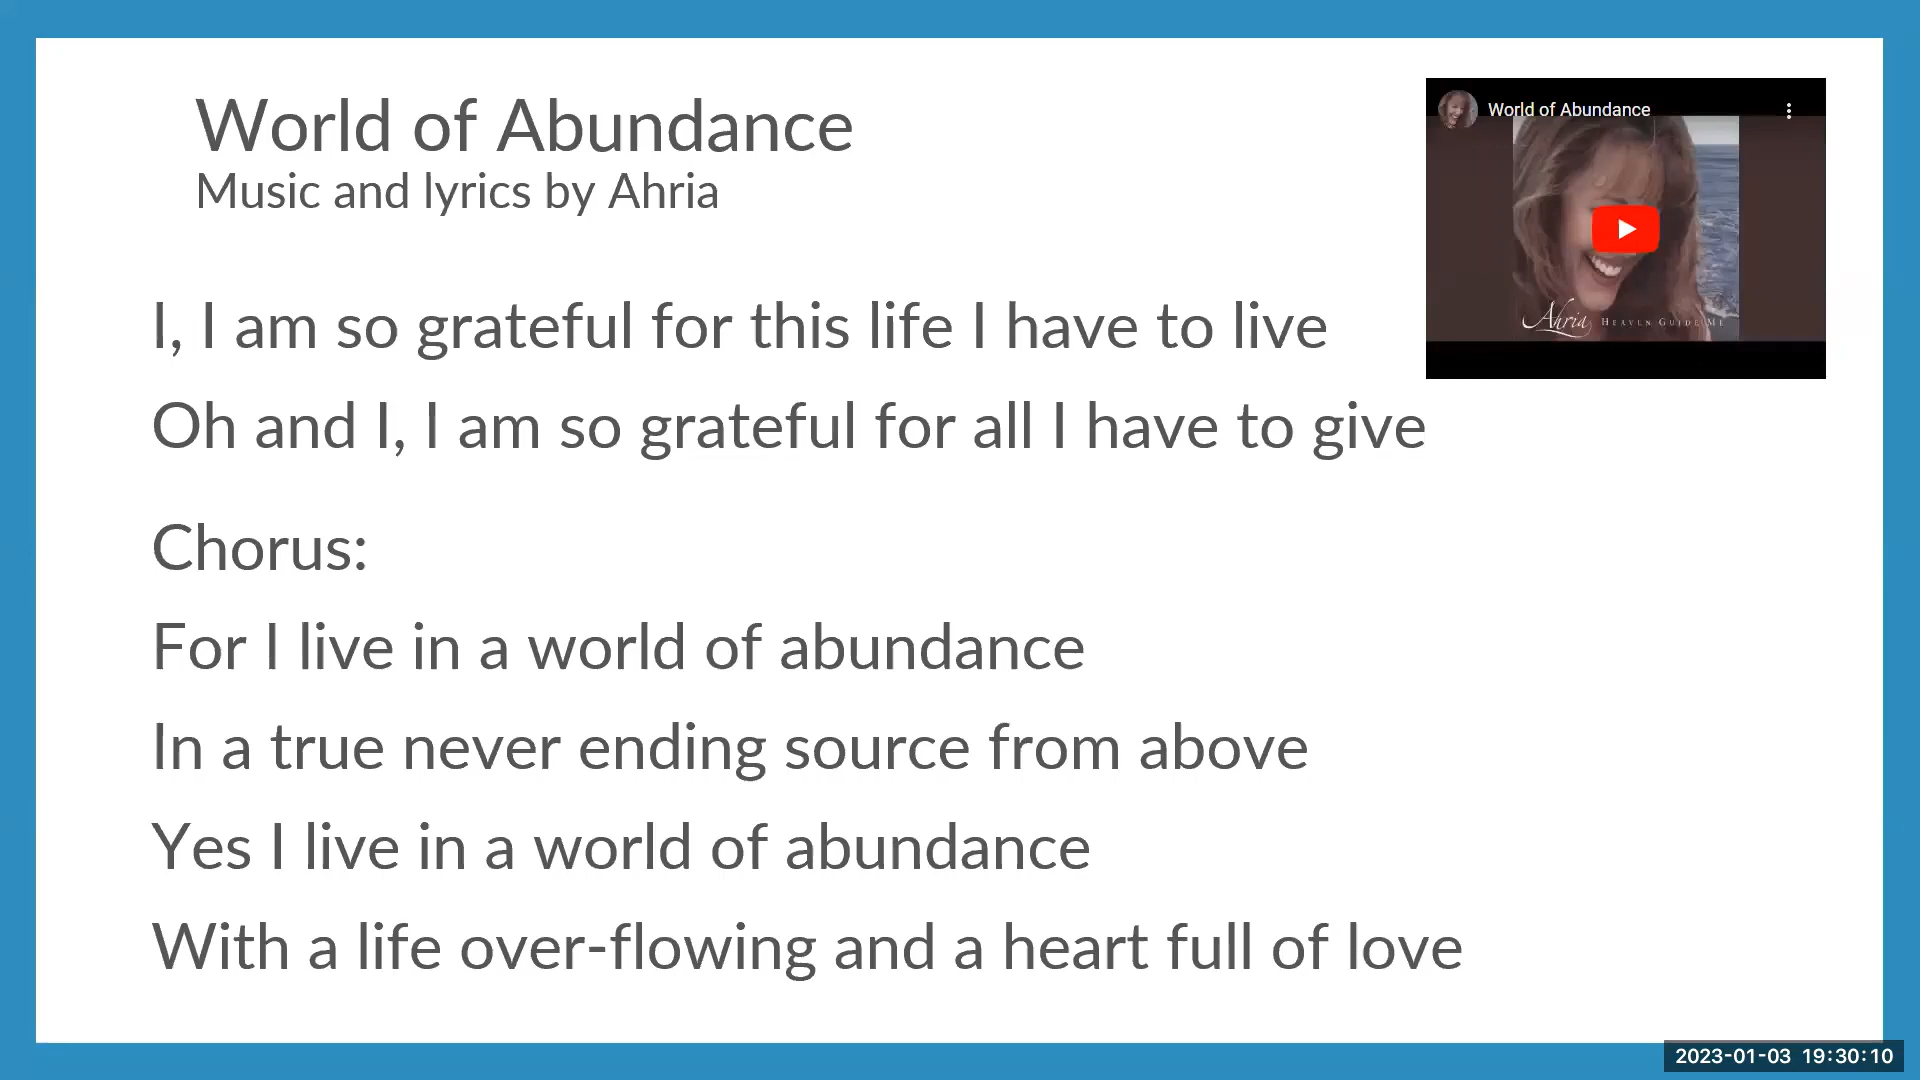 World of Abundance
Music and lyrics by Ahria
World of Abundance
Ahria HEAVEN GUIDE ME
I, I am so grateful for this life I have to live
Oh and I, I am so grateful for all I have to give
Chorus:
For I live in a world of abundance
In a true never ending source from above
Yes I live in a world of abundance
With a life over-flowing and a heart full of love
2023-01-03 19:30:10